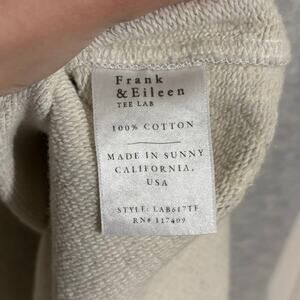 Frank
& Eileen
TEE LAB
100% COTTON
MADE IN SUNNY
CALIFORNIA,
USA
STYLE: LAB617TF
RN# 117409